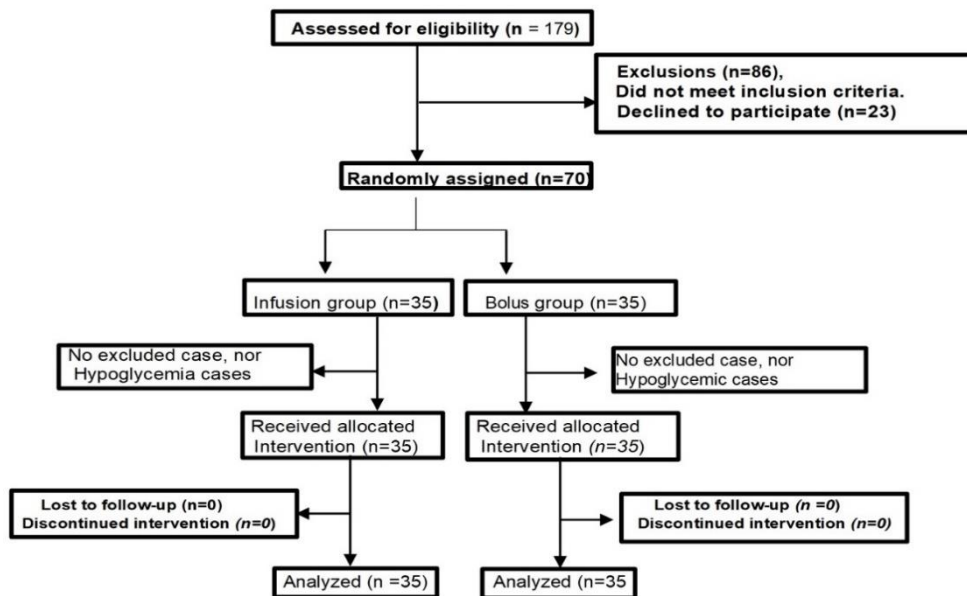 Assessed for eligibility (n = 179)
Exclusions (n=86),
Did not meet inclusion criteria.
Declined to participate (n=23)
Randomly assigned (n=70)
Infusion group (n=35)
Bolus group (n=35)
No excluded case, nor
Hypoglycemia cases
No excluded case, nor
Hypoglycemic cases
Received allocated
Intervention (n=35)
Received allocated
Intervention (n=35)
Lost to follow-up (n=0)
Discontinued intervention (n=0)
Lost to follow-up (n =0)
Discontinued intervention (n=0)
Analyzed (n =35)
Analyzed (n=35